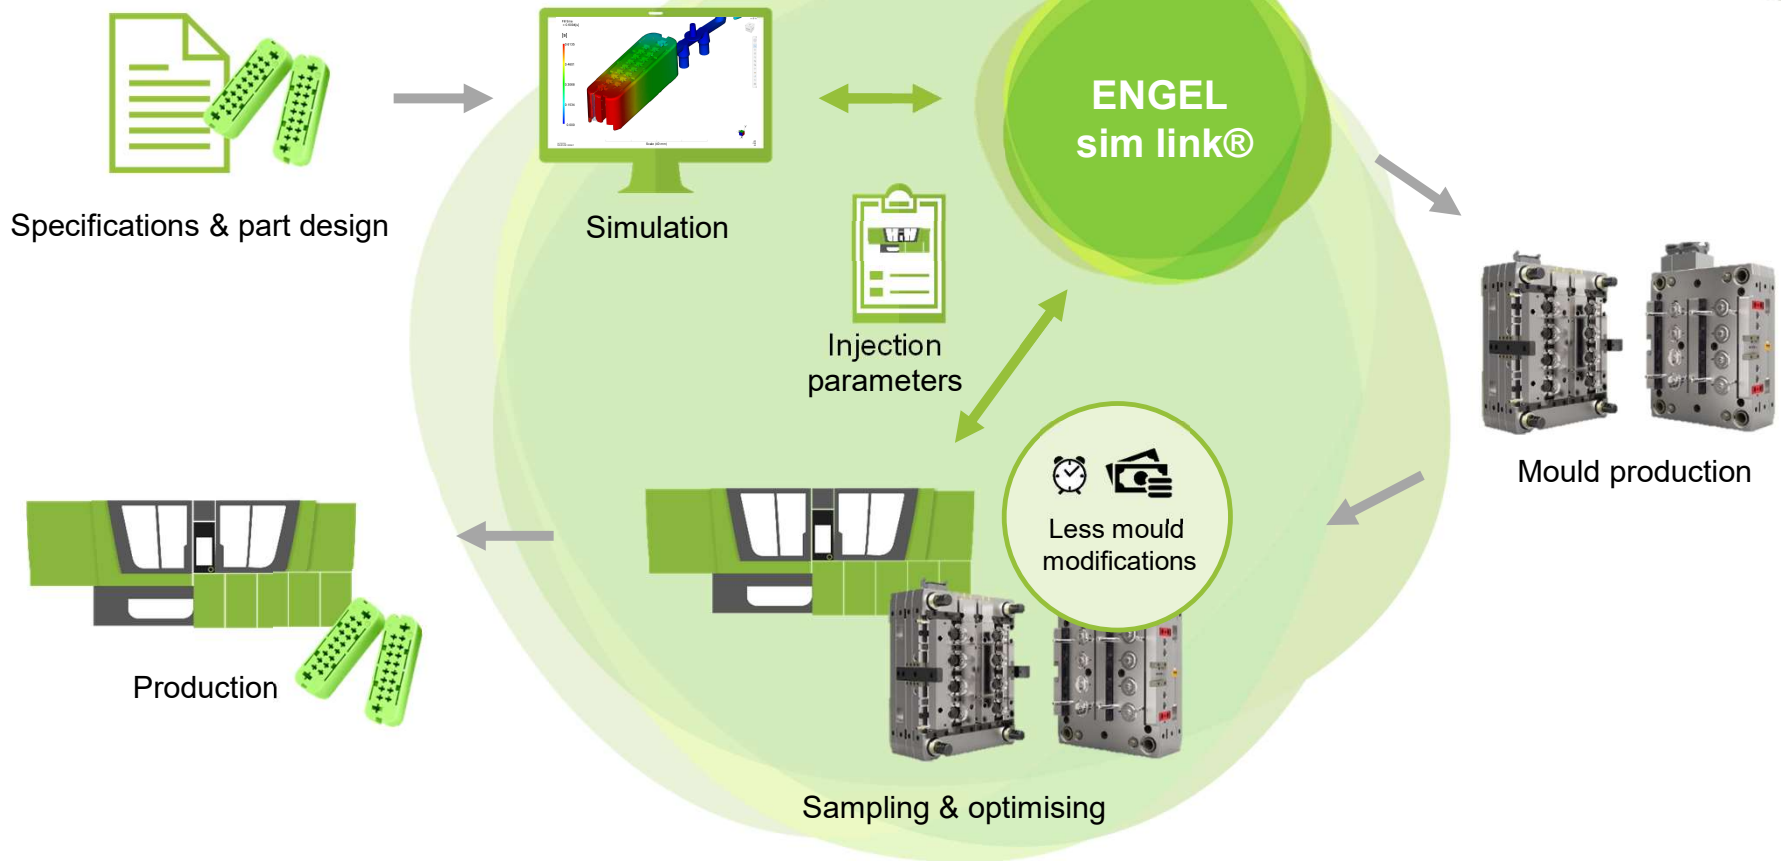 Specifications & part design
Simulation
ENGEL
sim link®
Injection
parameters
Mould production
Less mould
modifications
Production
Sampling & optimising